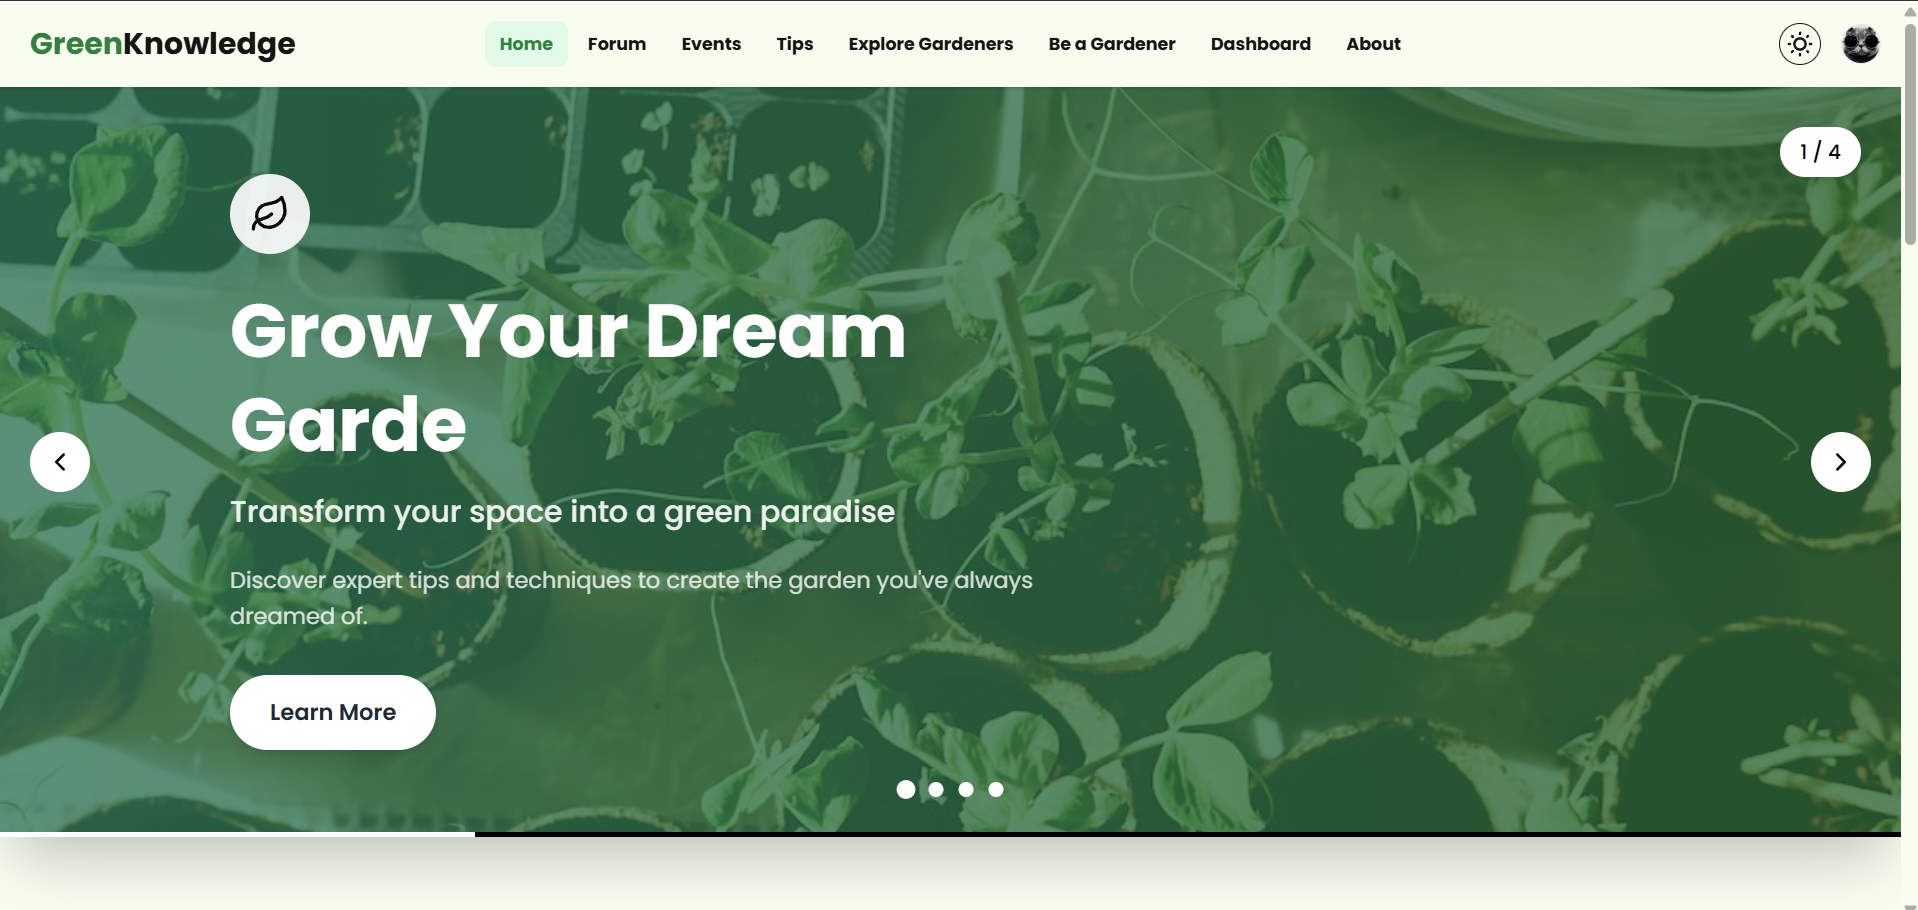 GreenKnowledge
Home Forum Events Tips Explore Gardeners Be a Gardener Dashboard About
1 / 4
Grow Your Dream
Garde
Transform your space into a green paradise
Discover expert tips and techniques to create the garden you've always
dreamed of.
Learn More